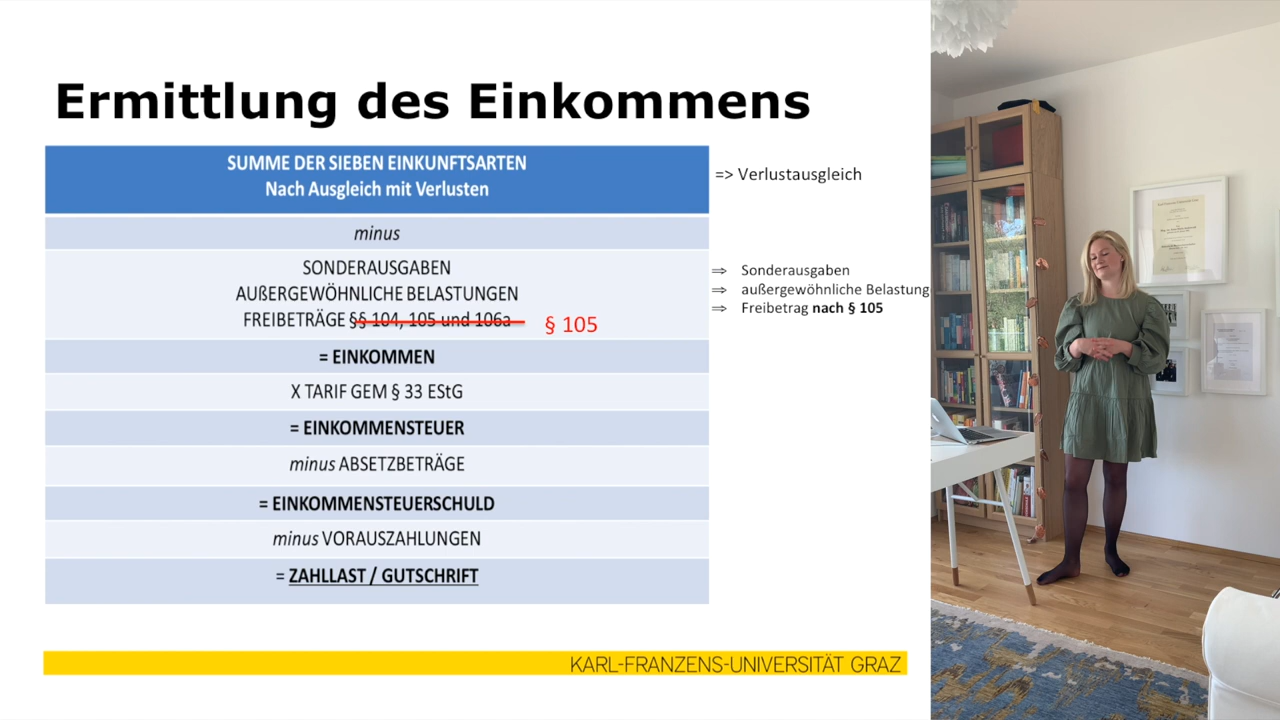 Ermittlung des Einkommens
SUMME DER SIEBEN EINKUNFTSARTEN
Nach Ausgleich mit Verlusten
=> Verlustausgleich
minus
SONDERAUSGABEN
AUßERGEWÖHNLICHE BELASTUNGEN
FREIBETRÄGE §§ 104, 105 und 106a § 105
⇒ Sonderausgaben
⇒ außergewöhnliche Belastung
⇒ Freibetrag nach § 105
= EINKOMMEN
X TARIF GEM § 33 EStG
= EINKOMMENSTEUER
minus ABSETZBETRÄGE
= EINKOMMENSTEUERSCHULD
minus VORAUSZAHLUNGEN
= ZAHLLAST / GUTSCHRIFT
KARL-FRANZENS-UNIVERSITÄT GRAZ